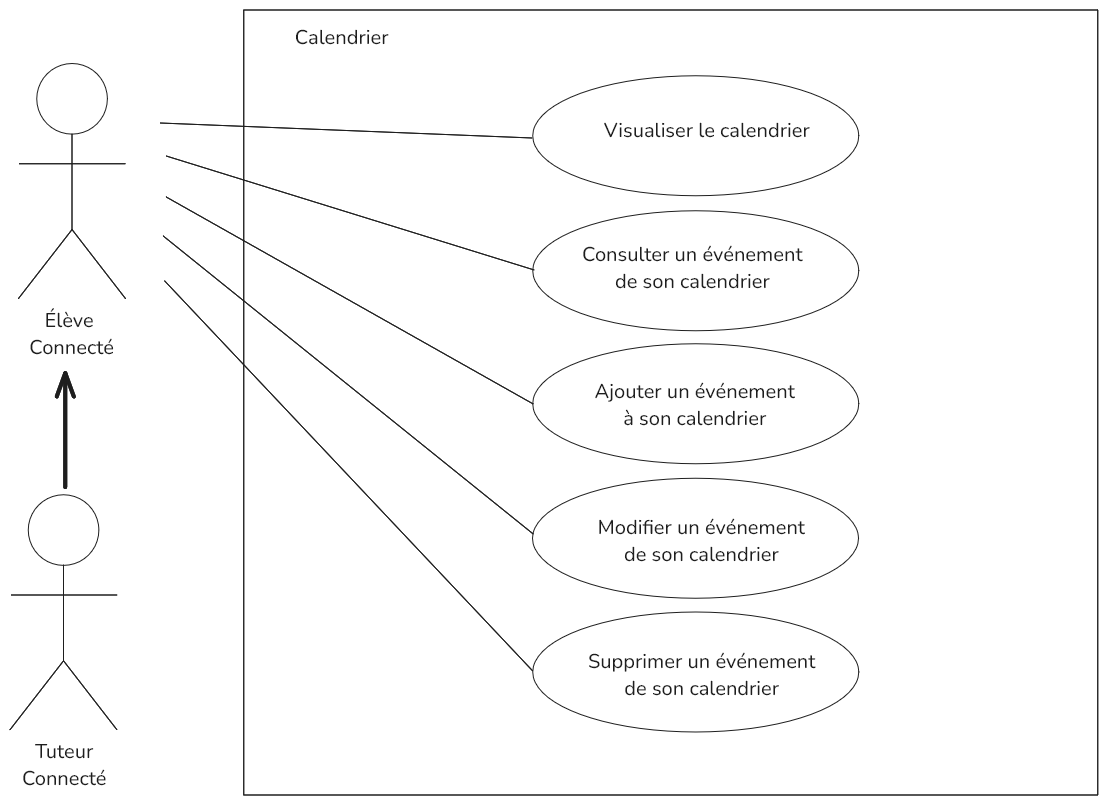 Calendrier
Visualiser le calendrier
Consulter un événement
de son calendrier
Élève
Connecté
Ajouter un événement
à son calendrier
Modifier un événement
de son calendrier
Supprimer un événement
de son calendrier
Tuteur
Connecté